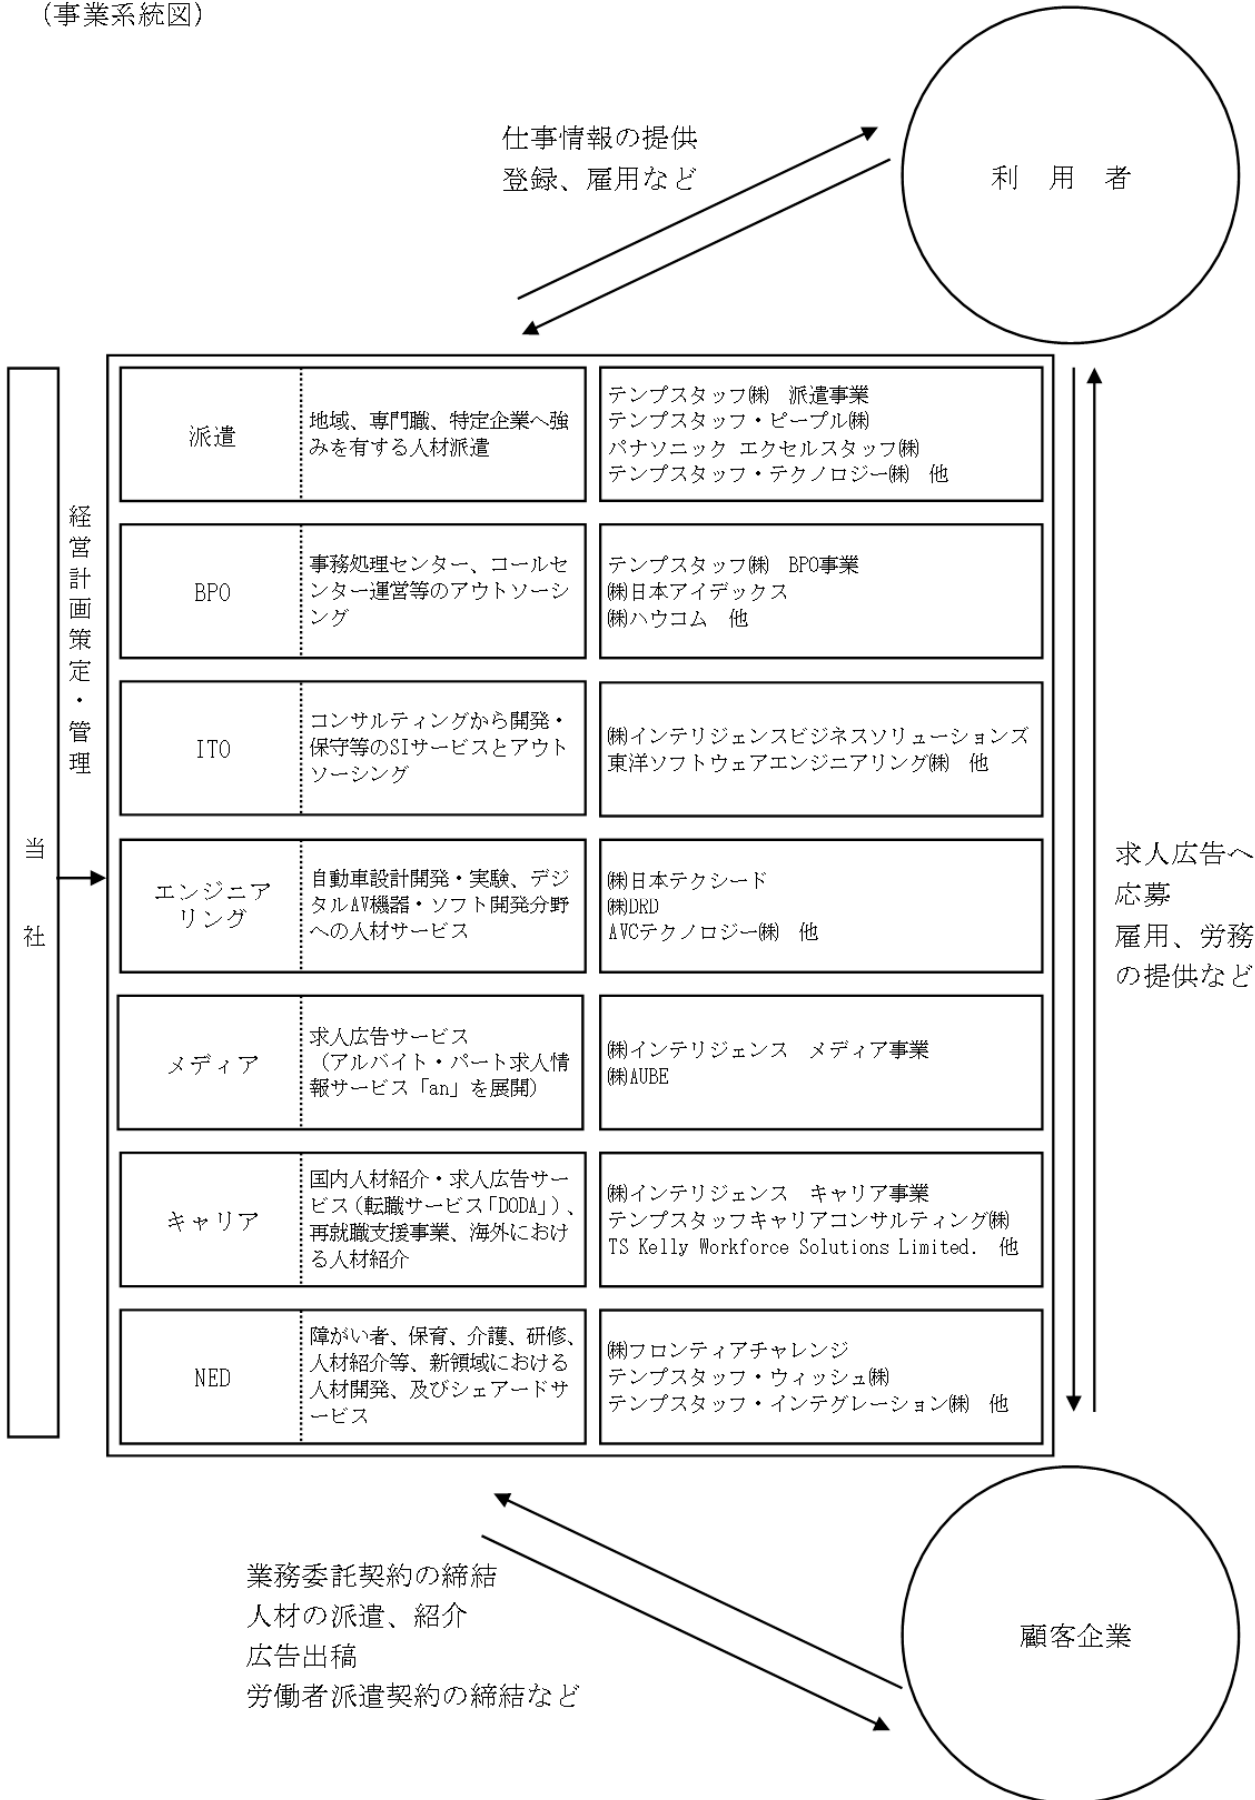 （事業系統図）
仕事情報の提供
登録、雇用など
利　用　者
当　社
経営計画策定・管理
派遣
地域、専門職、特定企業へ強
みを有する人材派遣
テンプスタッフ㈱　派遣事業
テンプスタッフ・ピープル㈱
パナソニック エクセルスタッフ㈱
テンプスタッフ・テクノロジー㈱　他
BPO
事務処理センター、コールセ
ンター運営等のアウトソーシ
ング
テンプスタッフ㈱　BPO事業
㈱日本アイデックス
㈱ハウコム　他
ITO
コンサルティングから開発・
保守等のSIサービスとアウト
ソーシング
㈱インテリジェンスビジネスソリューションズ
東洋ソフトウェアエンジニアリング㈱　他
エンジニア
リング
自動車設計開発・実験、デジ
タルAV機器・ソフト開発分野
への人材サービス
㈱日本テクシード
㈱DRD
AVCテクノロジー㈱　他
メディア
求人広告サービス
（アルバイト・パート求人情
報サービス「an」を展開）
㈱インテリジェンス　メディア事業
㈱AUBE
キャリア
国内人材紹介・求人広告サー
ビス（転職サービス「DODA」）、
再就職支援事業、海外におけ
る人材紹介
㈱インテリジェンス　キャリア事業
テンプスタッフキャリアコンサルティング㈱
TS Kelly Workforce Solutions Limited.　他
NED
障がい者、保育、介護、研修、
人材紹介等、新領域における
人材開発、及びシェアードサ
ービス
㈱フロンティアチャレンジ
テンプスタッフ・ウィッシュ㈱
テンプスタッフ・インテグレーション㈱　他
求人広告へ
応募
雇用、労務
の提供など
業務委託契約の締結
人材の派遣、紹介
広告出稿
労働者派遣契約の締結など
顧客企業